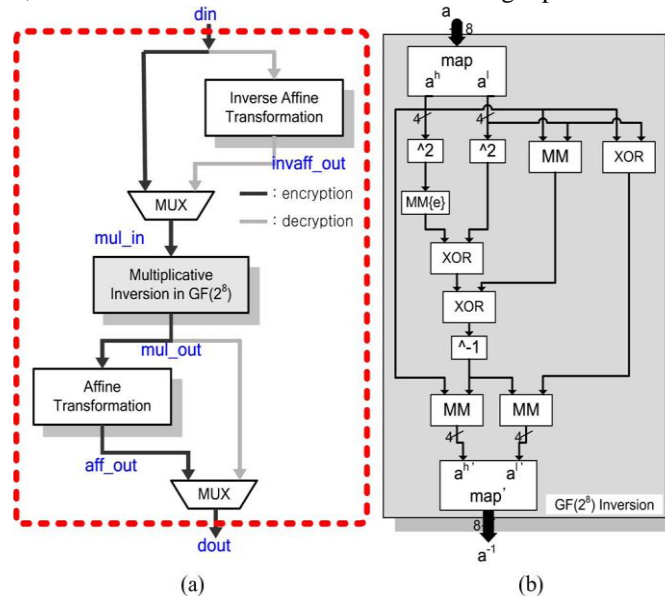 din
Inverse Affine
Transformation
invaff_out
: encryption
: decryption
MUX
mul_in
Multiplicative
Inversion in GF(2⁸)
mul_out
Affine
Transformation
aff_out
MUX
dout
(a)
a
8
map
aʰ aˡ
4 4
^2 ^2 MM XOR
MM{e}
XOR
XOR
^-1
MM MM
4 4
aʰ' aˡ'
map'
GF(2⁸) Inversion
8
a⁻¹
(b)